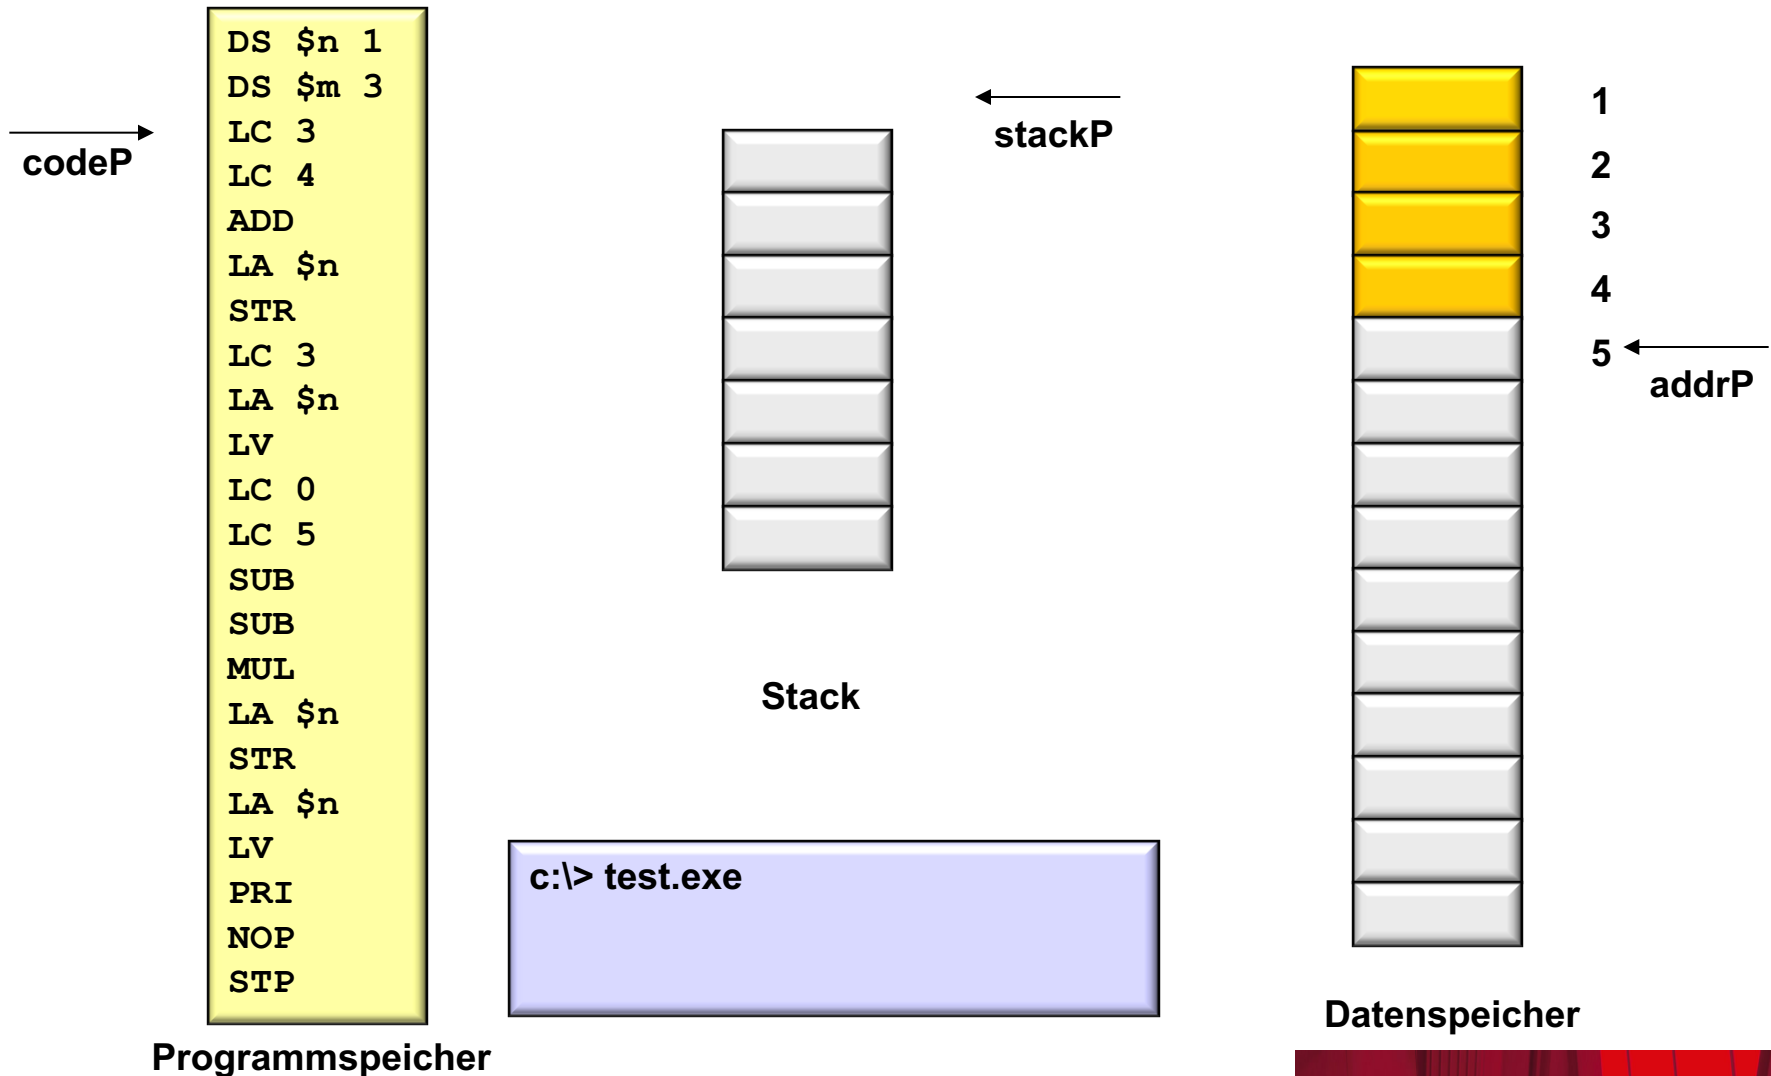 DS $n 1
DS $m 3
LC 3
LC 4
ADD
LA $n
STR
LC 3
LA $n
LV
LC 0
LC 5
SUB
SUB
MUL
LA $n
STR
LA $n
LV
PRI
NOP
STP
codeP
Programmspeicher
stackP
Stack
c:\> test.exe
1
2
3
4
5
addrP
Datenspeicher